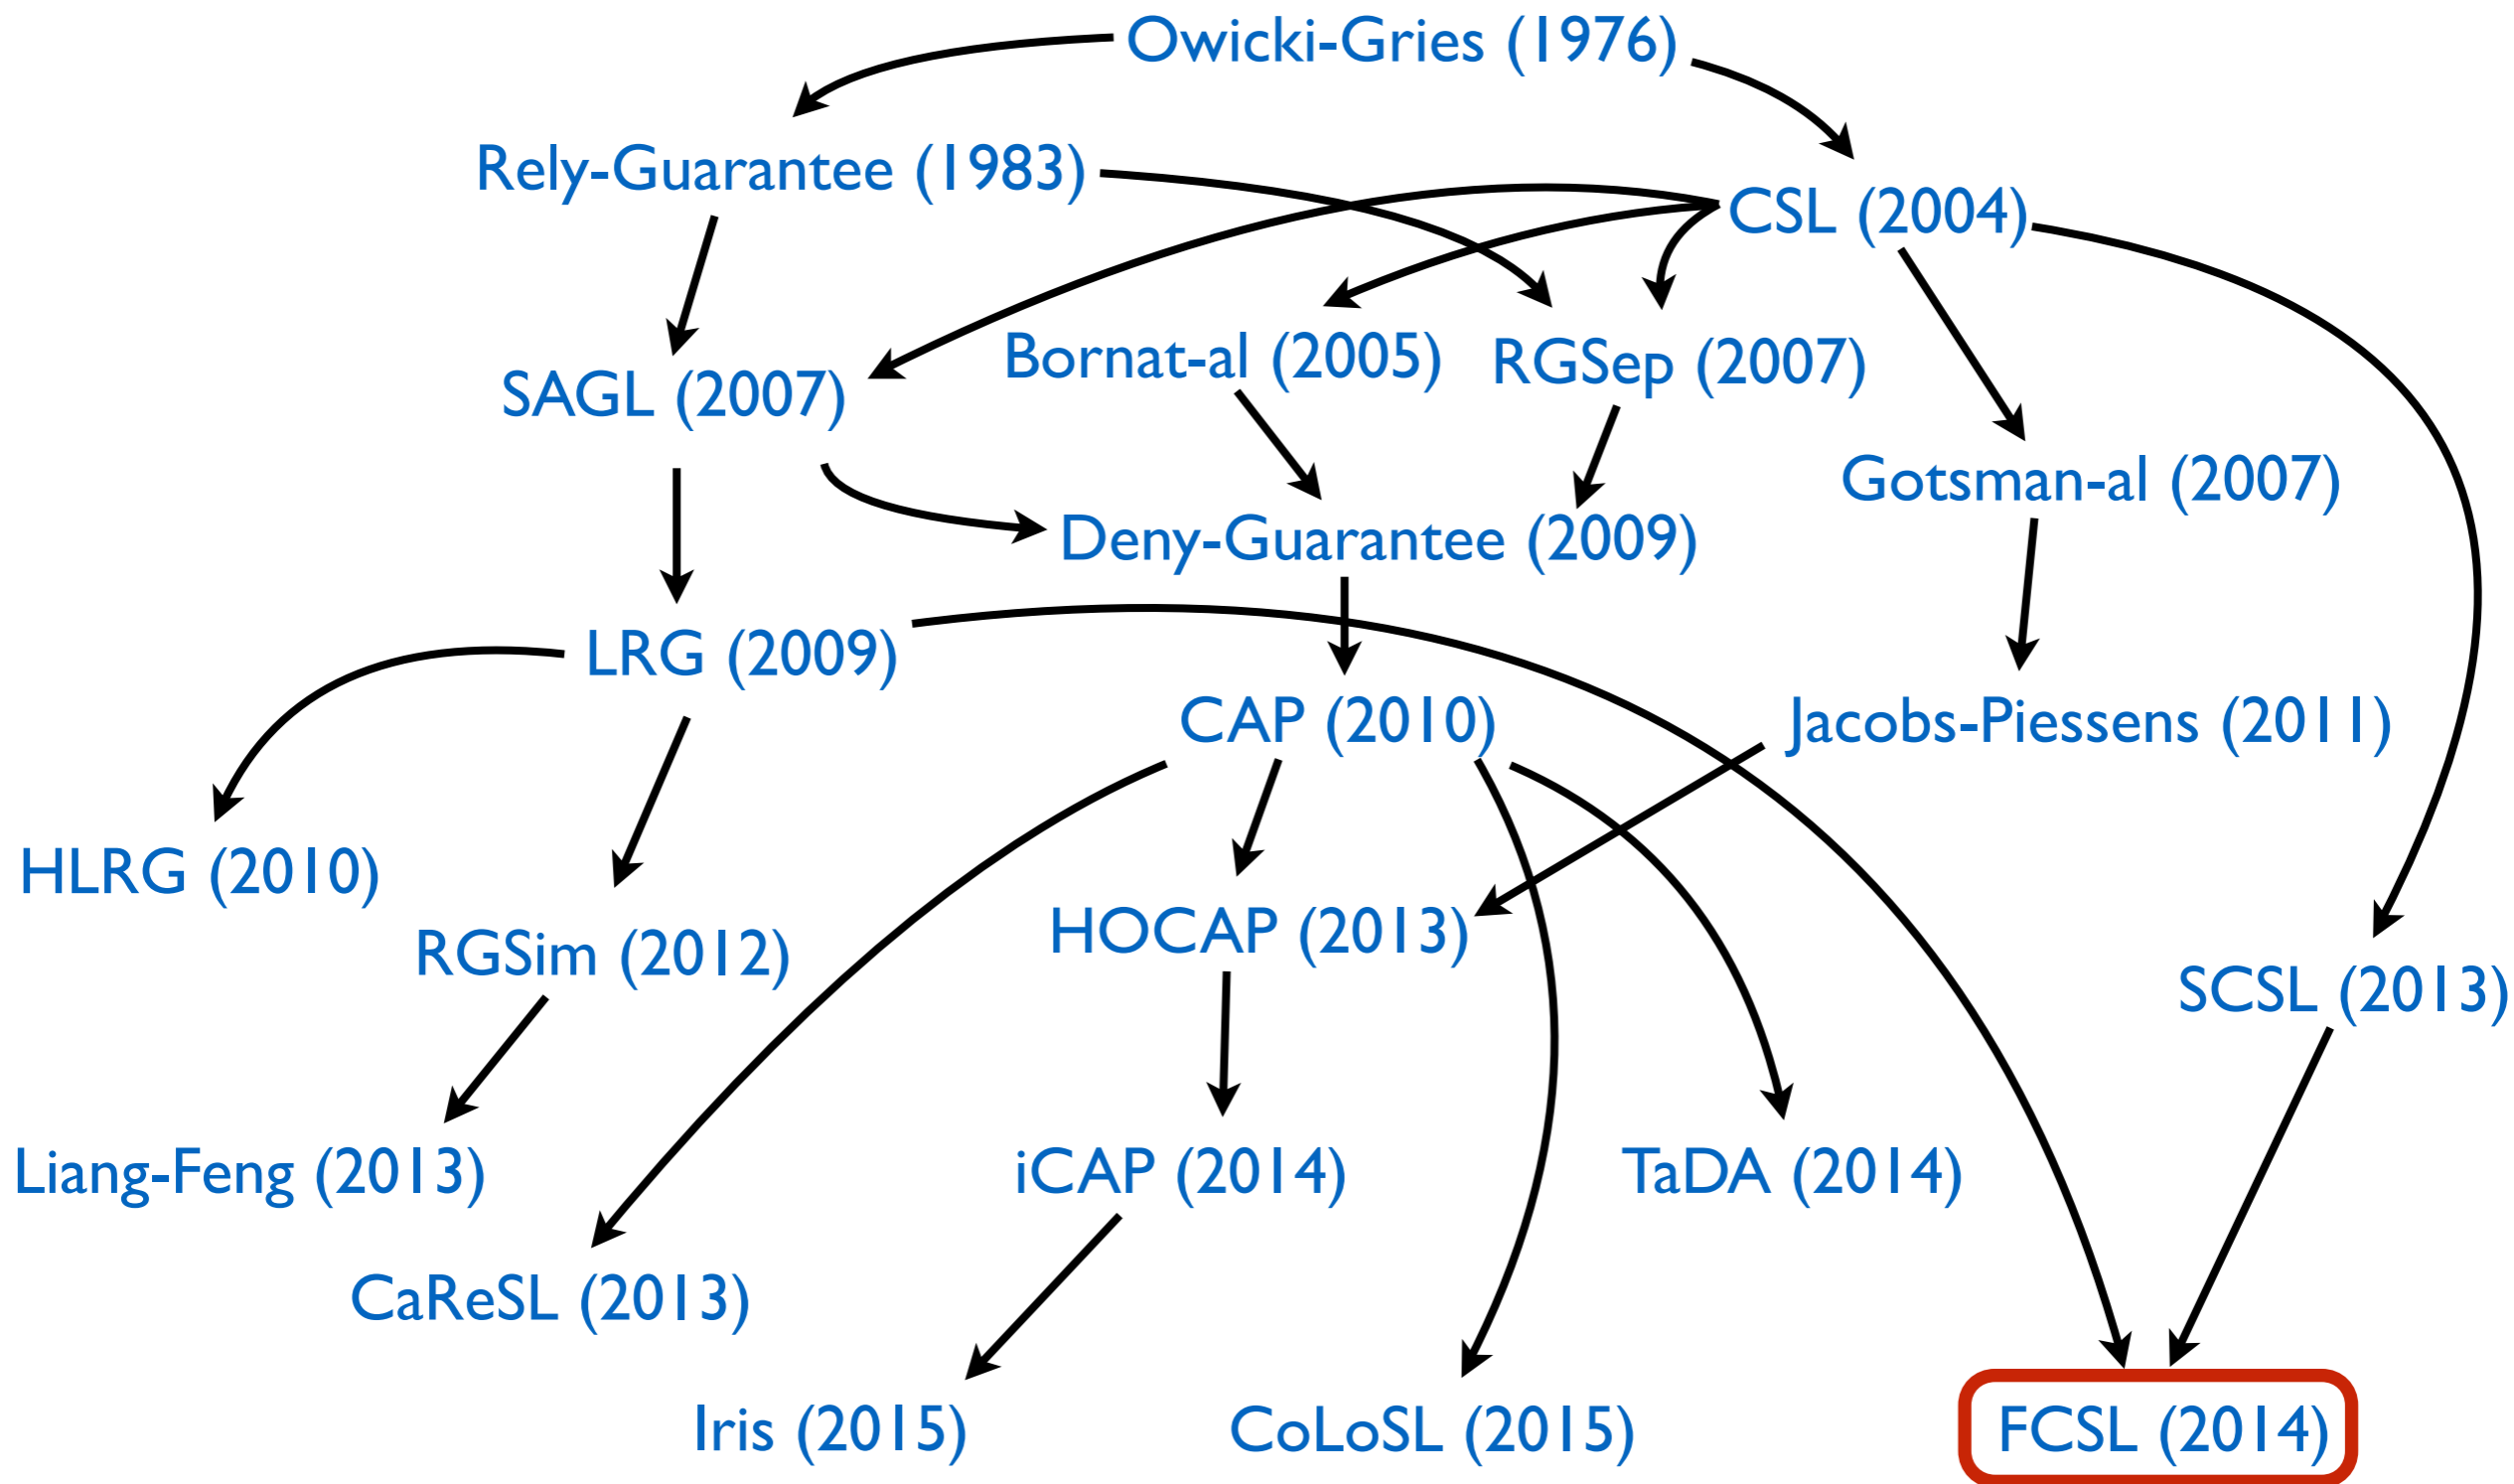 Owicki-Gries (1976)
Rely-Guarantee (1983)
CSL (2004)
Bornat-al (2005)
RGSep (2007)
SAGL (2007)
Gotsman-al (2007)
Deny-Guarantee (2009)
LRG (2009)
CAP (2010)
Jacobs-Piessens (2011)
HLRG (2010)
HOCAP (2013)
RGSim (2012)
SCSL (2013)
Liang-Feng (2013)
iCAP (2014)
TaDA (2014)
CaReSL (2013)
Iris (2015)
CoLoSL (2015)
FCSL (2014)